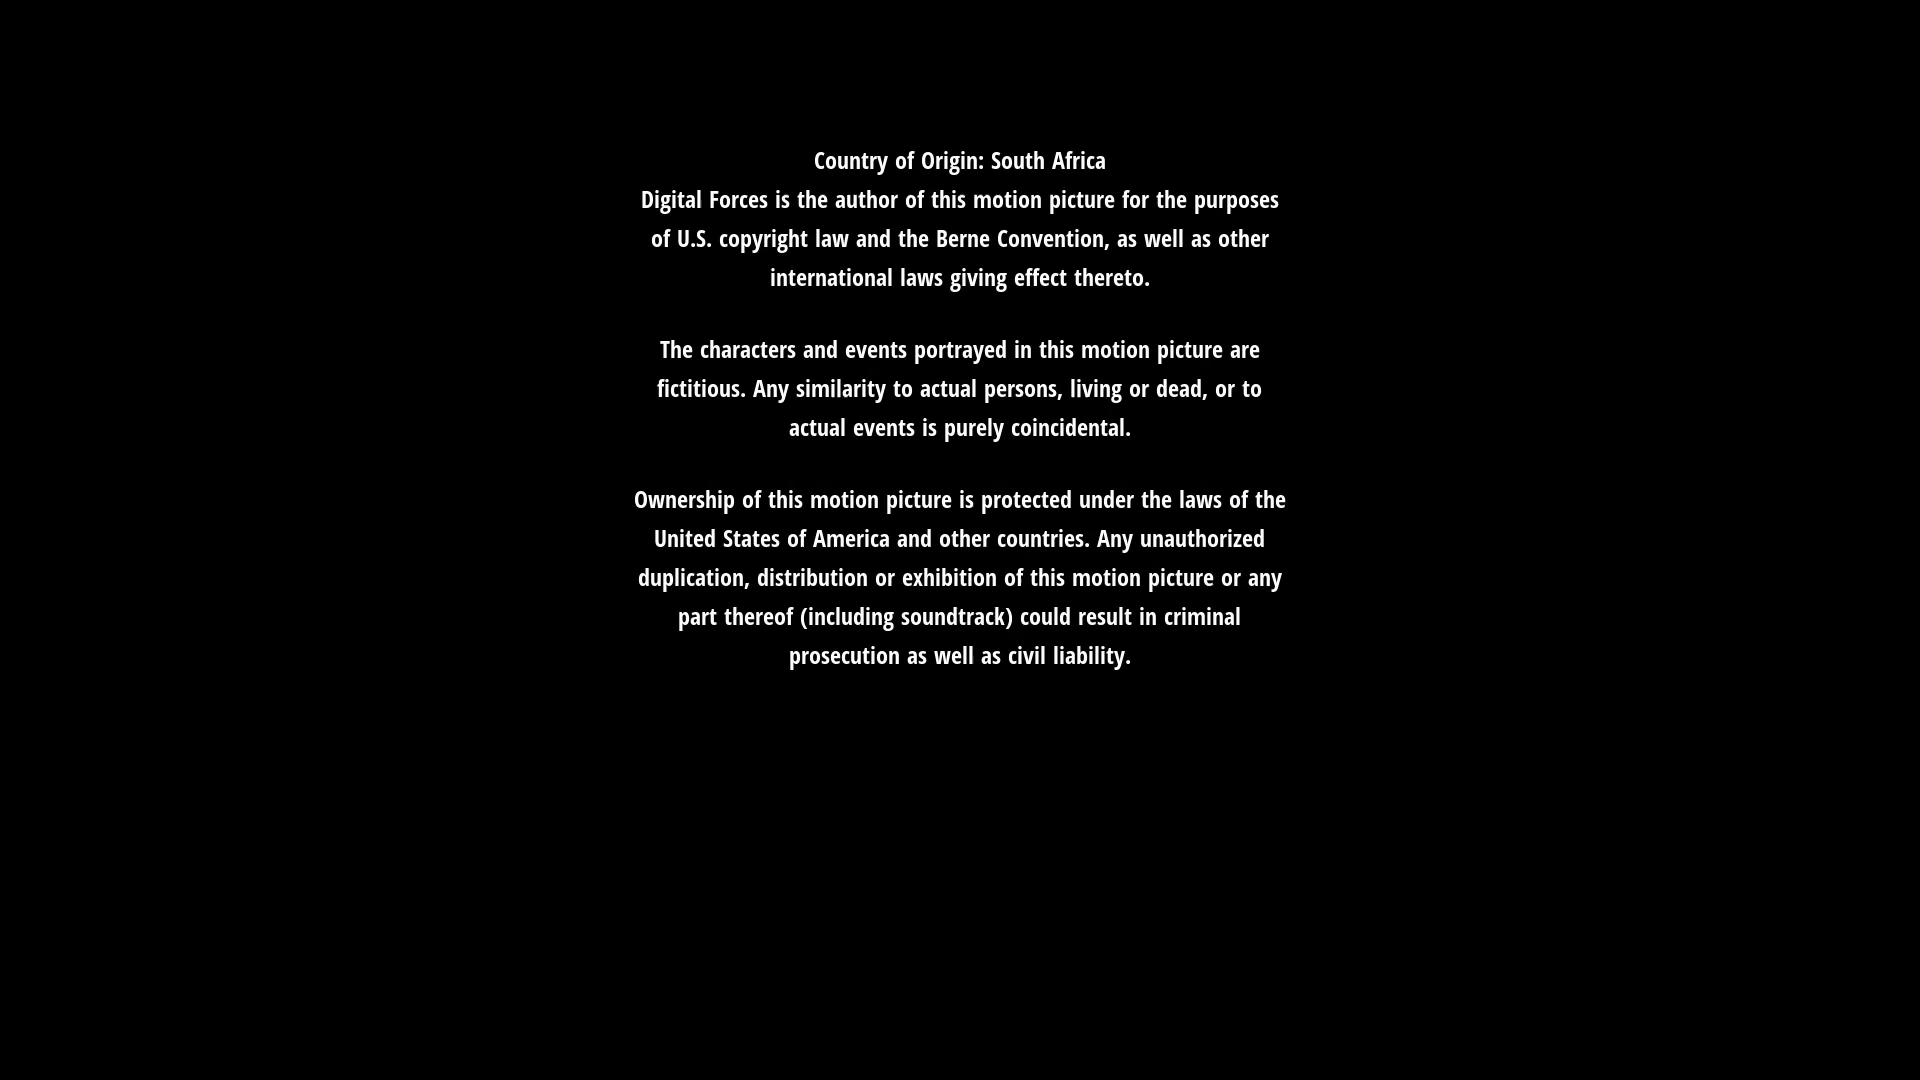 Country of Origin: South Africa
Digital Forces is the author of this motion picture for the purposes
of U.S. copyright law and the Berne Convention, as well as other
international laws giving effect thereto.
The characters and events portrayed in this motion picture are
fictitious. Any similarity to actual persons, living or dead, or to
actual events is purely coincidental.
Ownership of this motion picture is protected under the laws of the
United States of America and other countries. Any unauthorized
duplication, distribution or exhibition of this motion picture or any
part thereof (including soundtrack) could result in criminal
prosecution as well as civil liability.